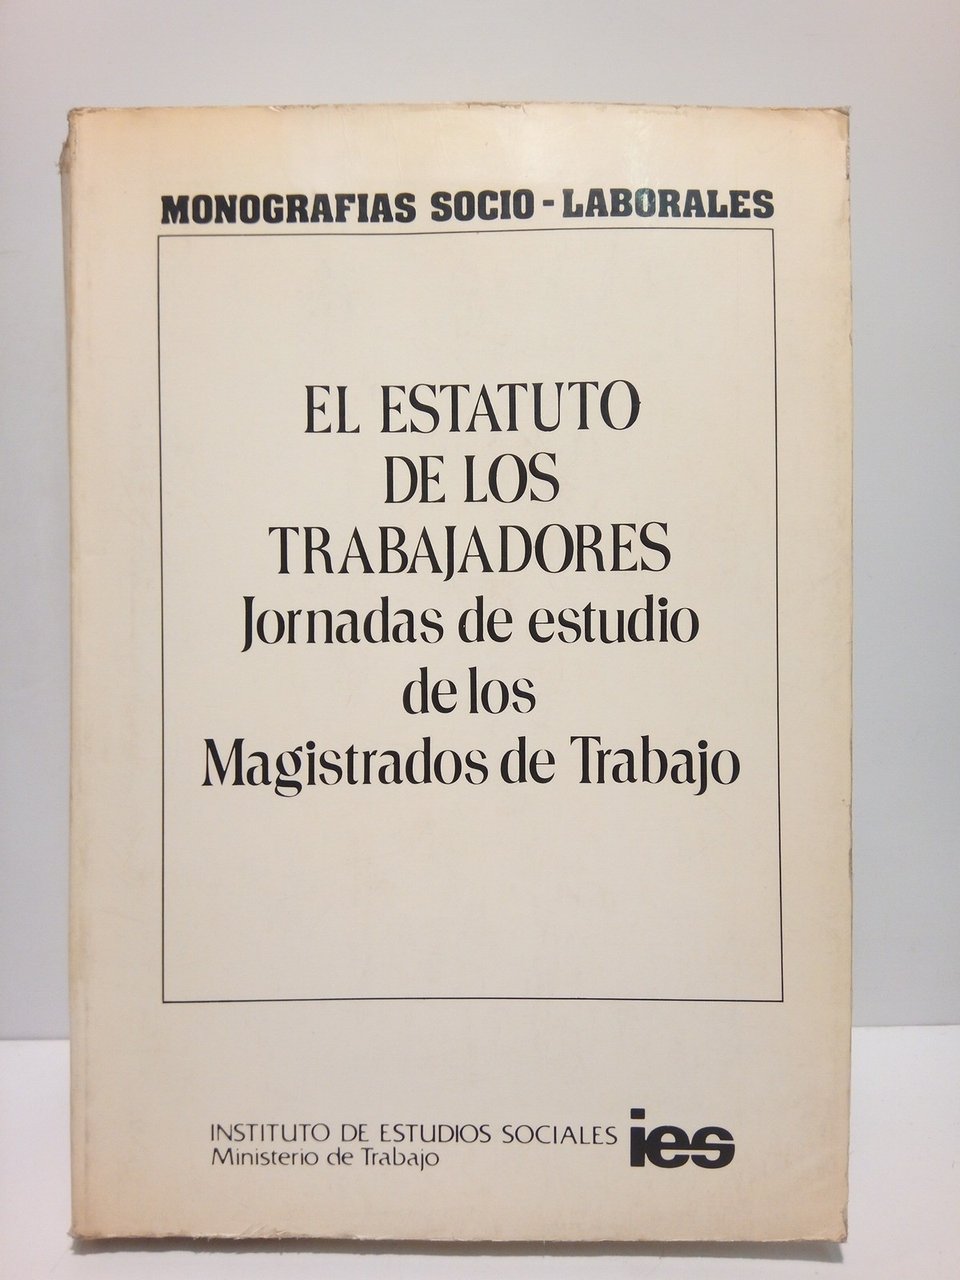 MONOGRAFIAS SOCIO - LABORALES
EL ESTATUTO
DE LOS
TRABAJADORES
Jornadas de estudio
de los
Magistrados de Trabajo
INSTITUTO DE ESTUDIOS SOCIALES
Ministerio de Trabajo
ies